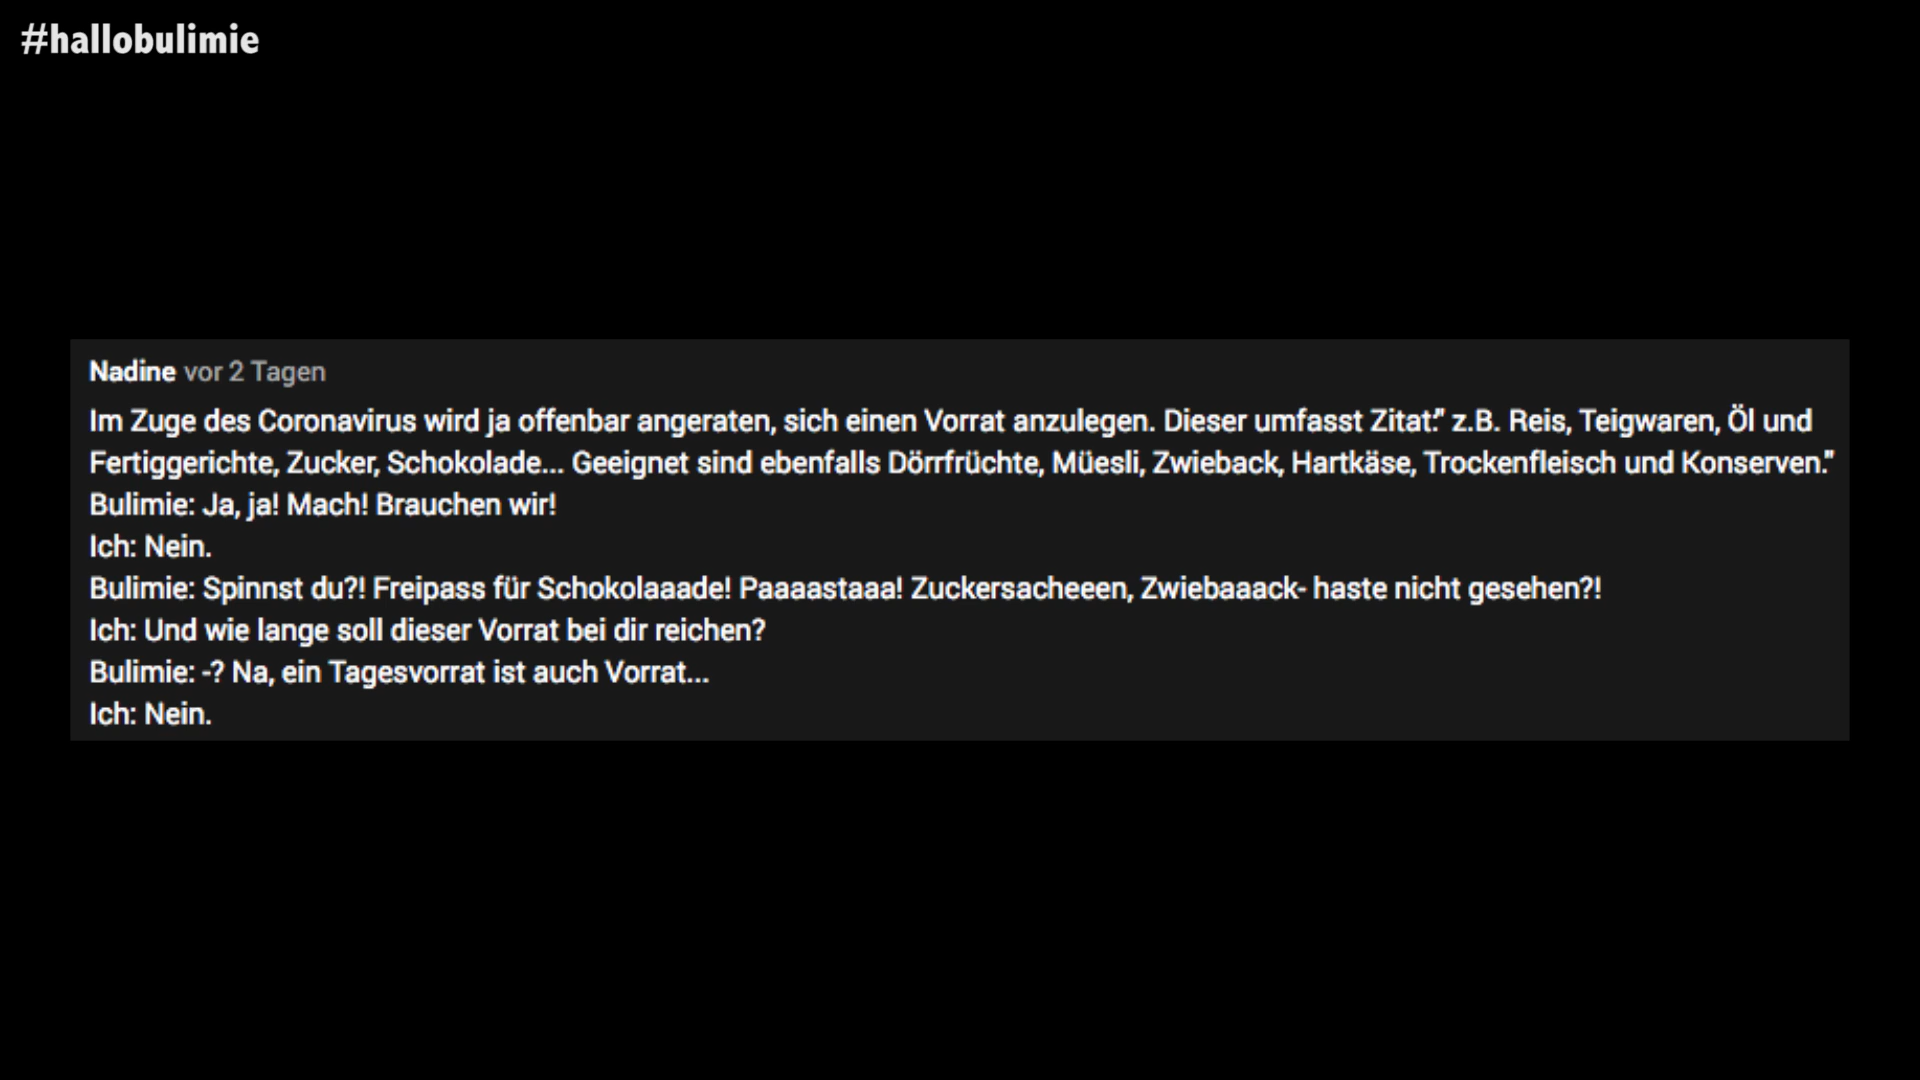 #hallobulimie
Nadine vor 2 Tagen
Im Zuge des Coronavirus wird ja offenbar angeraten, sich einen Vorrat anzulegen. Dieser umfasst Zitat:" z.B. Reis, Teigwaren, Öl und
Fertiggerichte, Zucker, Schokolade... Geeignet sind ebenfalls Dörrfrüchte, Müesli, Zwieback, Hartkäse, Trockenfleisch und Konserven."
Bulimie: Ja, ja! Mach! Brauchen wir!
Ich: Nein.
Bulimie: Spinnst du?! Freipass für Schokolaaade! Paaaastaaa! Zuckersacheeen, Zwiebaaack- haste nicht gesehen?!
Ich: Und wie lange soll dieser Vorrat bei dir reichen?
Bulimie: -? Na, ein Tagesvorrat ist auch Vorrat...
Ich: Nein.